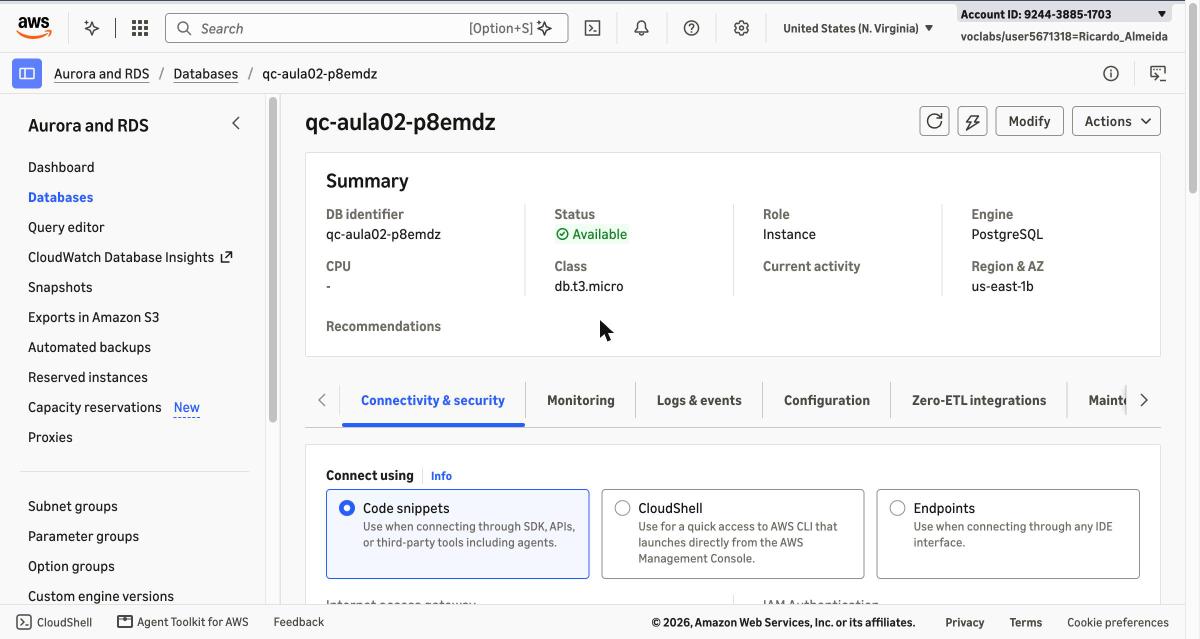 aws
Search [Option+S]
United States (N. Virginia)
Account ID: 9244-3885-1703
voclabs/user5671318=Ricardo_Almeida
Aurora and RDS / Databases / qc-aula02-p8emdz
Aurora and RDS
Dashboard
Databases
Query editor
CloudWatch Database Insights
Snapshots
Exports in Amazon S3
Automated backups
Reserved instances
Capacity reservations New
Proxies
Subnet groups
Parameter groups
Option groups
Custom engine versions
qc-aula02-p8emdz
Modify
Actions
Summary
DB identifier
qc-aula02-p8emdz
Status
Available
Role
Instance
Engine
PostgreSQL
CPU
-
Class
db.t3.micro
Current activity
Region & AZ
us-east-1b
Recommendations
Connectivity & security
Monitoring
Logs & events
Configuration
Zero-ETL integrations
Mainte
Connect using Info
Code snippets
Use when connecting through SDK, APIs,
or third-party tools including agents.
CloudShell
Use for a quick access to AWS CLI that
launches directly from the AWS
Management Console.
Endpoints
Use when connecting through any IDE
interface.
Internet access gateway
IAM Authentication
CloudShell
Agent Toolkit for AWS
Feedback
© 2026, Amazon Web Services, Inc. or its affiliates.
Privacy
Terms
Cookie preferences